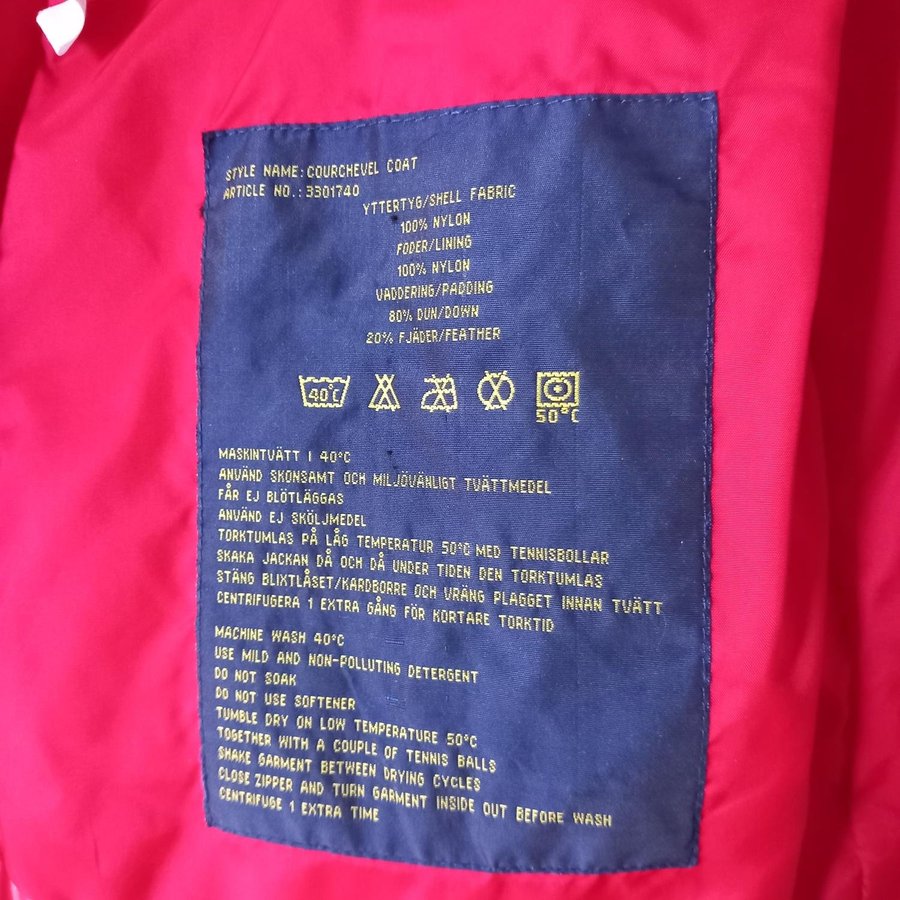 STYLE NAME: COURCHEVEL COAT
ARTICLE NO.: 3301740
YTTERTYG/SHELL FABRIC
100% NYLON
FODER/LINING
100% NYLON
VADDERING/PADDING
80% DUN/DOWN
20% FJÄDER/FEATHER
40°C
50°C
MASKINTVÄTT I 40°C
ANVÄND SKONSAMT OCH MILJÖVÄNLIGT TVÄTTMEDEL
FÅR EJ BLÖTLÄGGAS
ANVÄND EJ SKÖLJMEDEL
TORKTUMLAS PÅ LÅG TEMPERATUR 50°C MED TENNISBOLLAR
SKAKA JACKAN DÅ OCH DÅ UNDER TIDEN DEN TORKTUMLAS
STÄNG BLIXTLÅSET/KARDBORRE OCH VRÄNG PLAGGET INNAN TVÄTT
CENTRIFUGERA 1 EXTRA GÅNG FÖR KORTARE TORKTID
MACHINE WASH 40°C
USE MILD AND NON-POLLUTING DETERGENT
DO NOT SOAK
DO NOT USE SOFTENER
TUMBLE DRY ON LOW TEMPERATURE 50°C
TOGETHER WITH A COUPLE OF TENNIS BALLS
SHAKE GARMENT BETWEEN DRYING CYCLES
CLOSE ZIPPER AND TURN GARMENT INSIDE OUT BEFORE WASH
CENTRIFUGE 1 EXTRA TIME